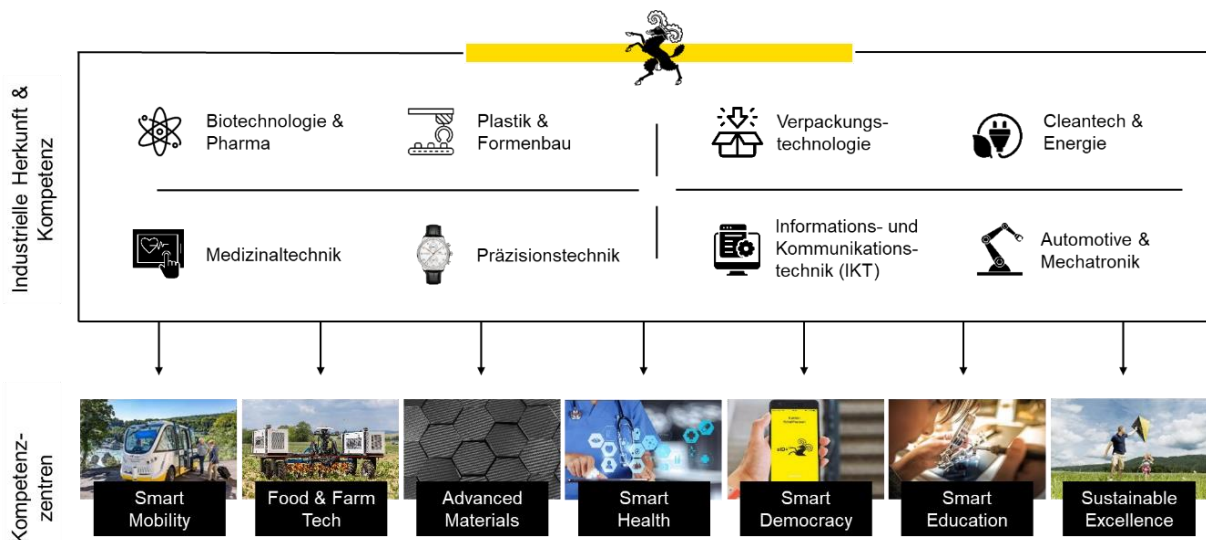 Industrielle Herkunft &
Kompetenz
Biotechnologie &
Pharma
Plastik &
Formenbau
Verpackungs-
technologie
Cleantech &
Energie
Medizinaltechnik
Präzisionstechnik
Informations- und
Kommunikations-
technik (IKT)
Automotive &
Mechatronik
Kompetenz-
zentren
Smart
Mobility
Food & Farm
Tech
Advanced
Materials
Smart
Health
Smart
Democracy
Smart
Education
Sustainable
Excellence